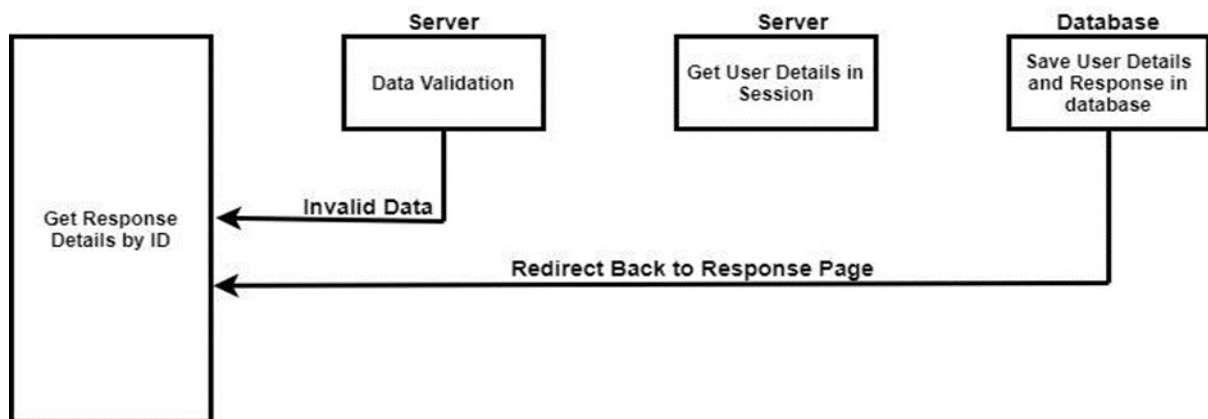 Server
Server
Database
Data Validation
Get User Details in
Session
Save User Details
and Response in
database
Invalid Data
Get Response
Details by ID
Redirect Back to Response Page